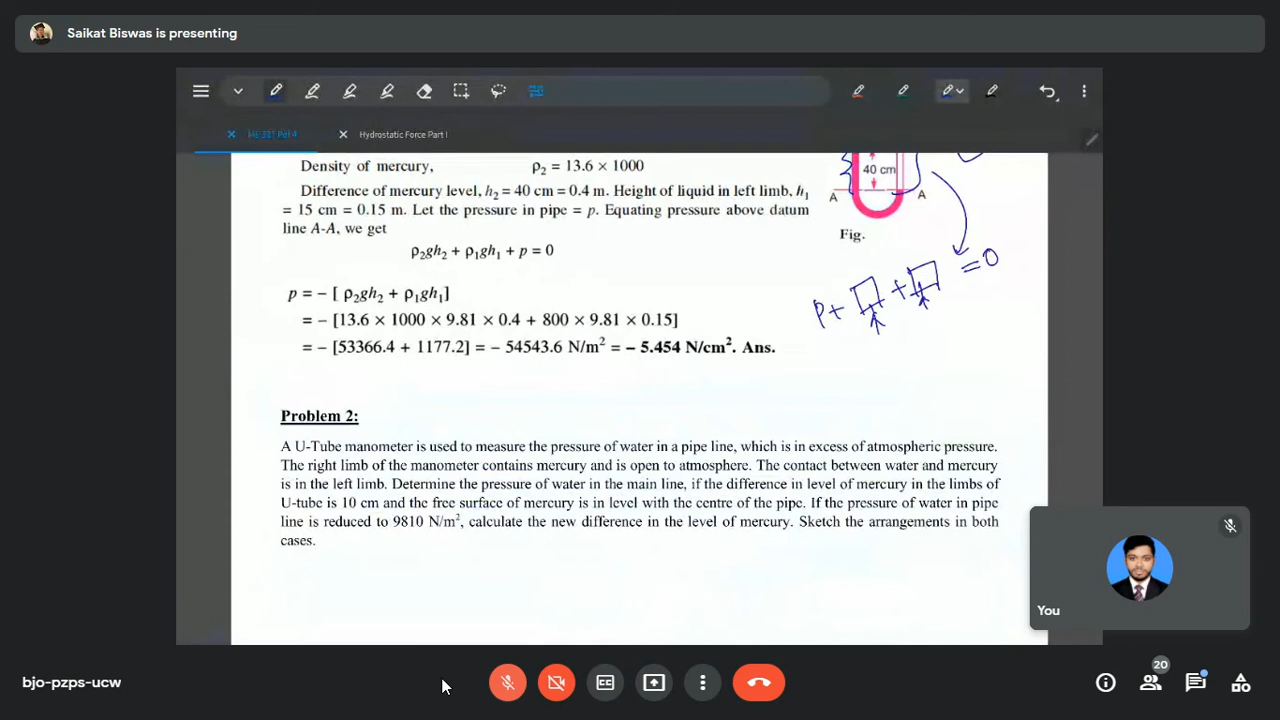 Saikat Biswas is presenting
ME 321 Pet 4
Hydrostatic Force Part I
Density of mercury, ρ₂ = 13.6 × 1000
Difference of mercury level, h₂ = 40 cm = 0.4 m. Height of liquid in left limb, h₁
= 15 cm = 0.15 m. Let the pressure in pipe = p. Equating pressure above datum
line A-A, we get
ρ₂gh₂ + ρ₁gh₁ + p = 0
p = – [ ρ₂gh₂ + ρ₁gh₁]
= – [13.6 × 1000 × 9.81 × 0.4 + 800 × 9.81 × 0.15]
= – [53366.4 + 1177.2] = – 54543.6 N/m² = – 5.454 N/cm². Ans.
40 cm
A A
Fig.
P+ + =0
Problem 2:
A U-Tube manometer is used to measure the pressure of water in a pipe line, which is in excess of atmospheric pressure.
The right limb of the manometer contains mercury and is open to atmosphere. The contact between water and mercury
is in the left limb. Determine the pressure of water in the main line, if the difference in level of mercury in the limbs of
U-tube is 10 cm and the free surface of mercury is in level with the centre of the pipe. If the pressure of water in pipe
line is reduced to 9810 N/m², calculate the new difference in the level of mercury. Sketch the arrangements in both
cases.
You
bjo-pzps-ucw
CC
20